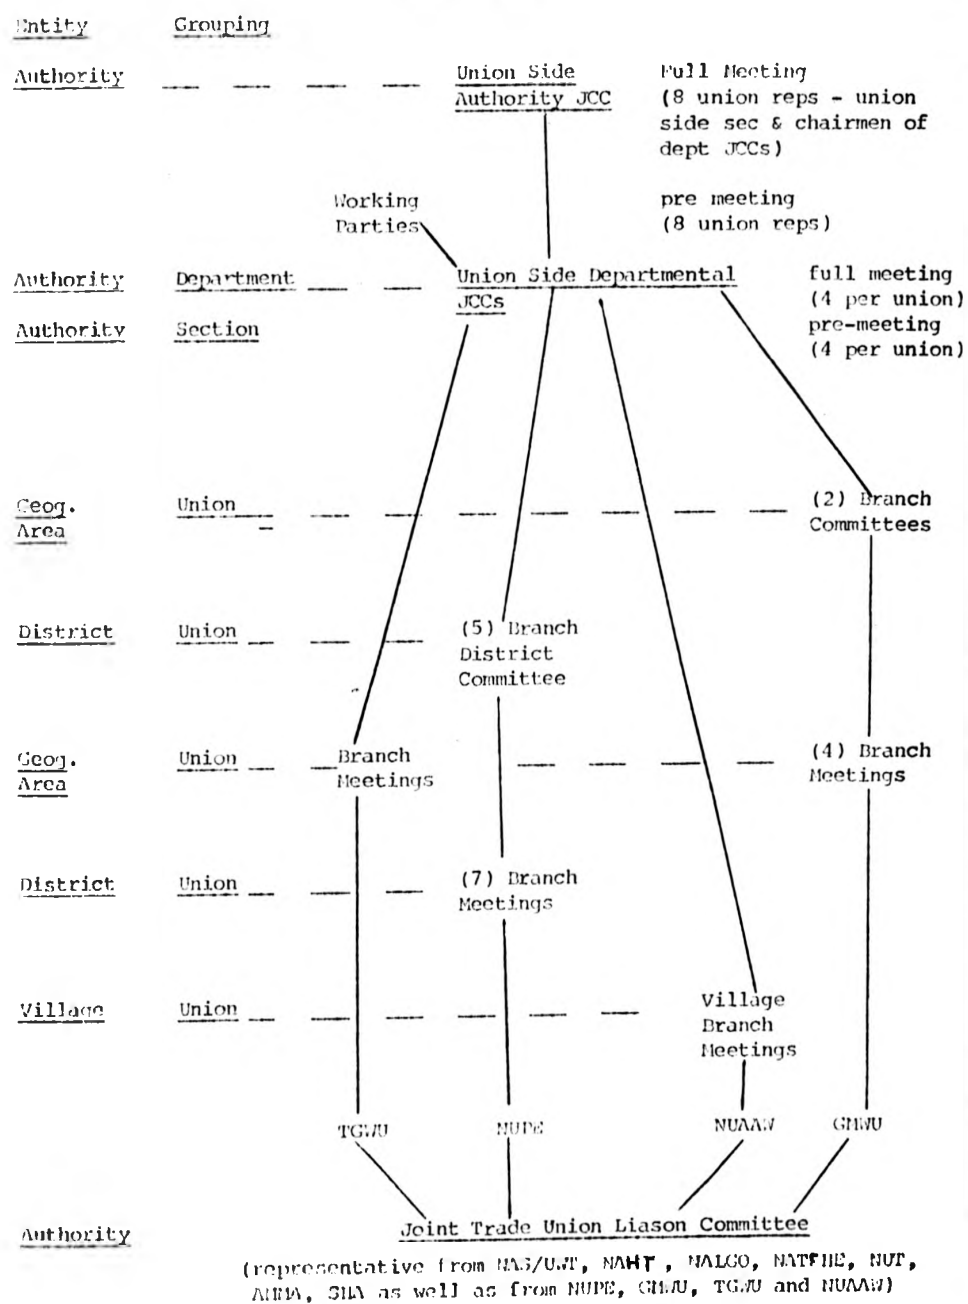 Entity Grouping
Authority Union Side Full Meeting
Authority JCC (8 union reps - union
side sec & chairmen of
dept JCCs)
Working pre meeting
Parties (8 union reps)
Authority Department Union Side Departmental full meeting
JCCs (4 per union)
Authority Section pre-meeting
(4 per union)
Geog. Union (2) Branch
Area Committees
District Union (5) Branch
District
Committee
Geog. Union Branch (4) Branch
Area Meetings Meetings
District Union (7) Branch
Meetings
Village Union Village
Branch
Meetings
TGWU NUPE NUAAW GMWU
Authority Joint Trade Union Liason Committee
(representative from NAS/UWT, NAHT, NALGO, NATFHE, NUT,
AMMA, SHA as well as from NUPE, GMWU, TGWU and NUAAW)